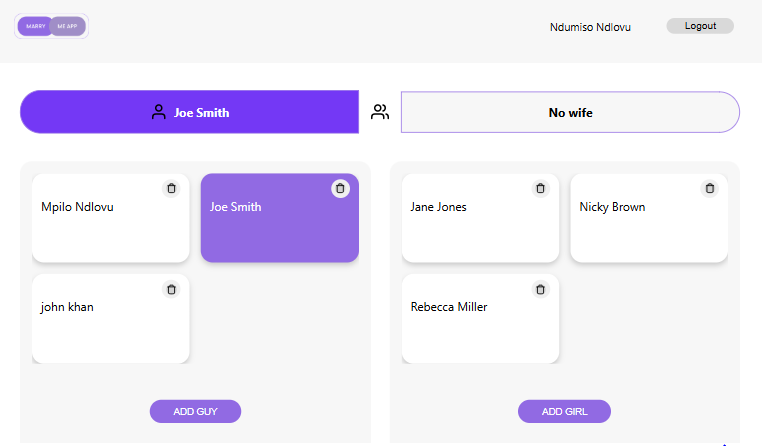 MARRY ME APP
Ndumiso Ndlovu
Logout
Joe Smith
No wife
Mpilo Ndlovu
Joe Smith
Jane Jones
Nicky Brown
john khan
Rebecca Miller
ADD GUY
ADD GIRL